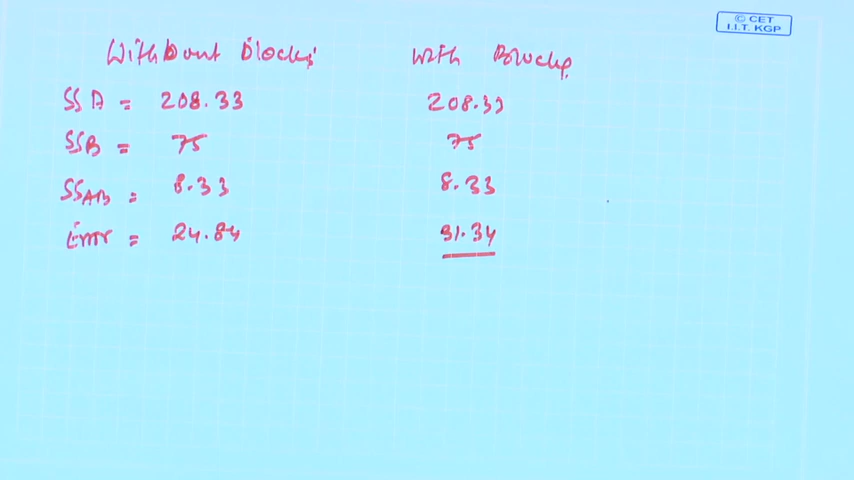 © CET
I.I.T. KGP
Without Blocks With Blocks
SSA = 208.33 208.33
SSB = 75 75
SSAB = 8.33 8.33
Error = 24.84 31.34